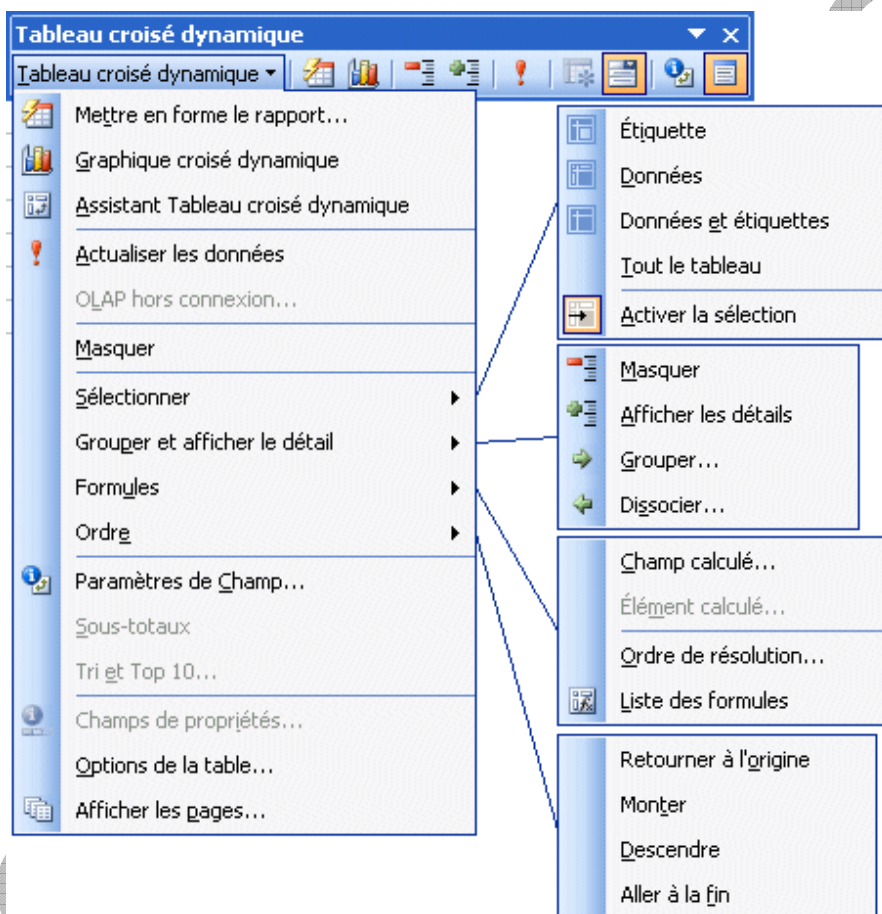 Tableau croisé dynamique
Tableau croisé dynamique
Mettre en forme le rapport...
Graphique croisé dynamique
Assistant Tableau croisé dynamique
Actualiser les données
OLAP hors connexion...
Masquer
Sélectionner
Grouper et afficher le détail
Formules
Ordre
Paramètres de Champ...
Sous-totaux
Tri et Top 10...
Champs de propriétés...
Options de la table...
Afficher les pages...
Étiquette
Données
Données et étiquettes
Tout le tableau
Activer la sélection
Masquer
Afficher les détails
Grouper...
Dissocier...
Champ calculé...
Élément calculé...
Ordre de résolution...
Liste des formules
Retourner à l'origine
Monter
Descendre
Aller à la fin